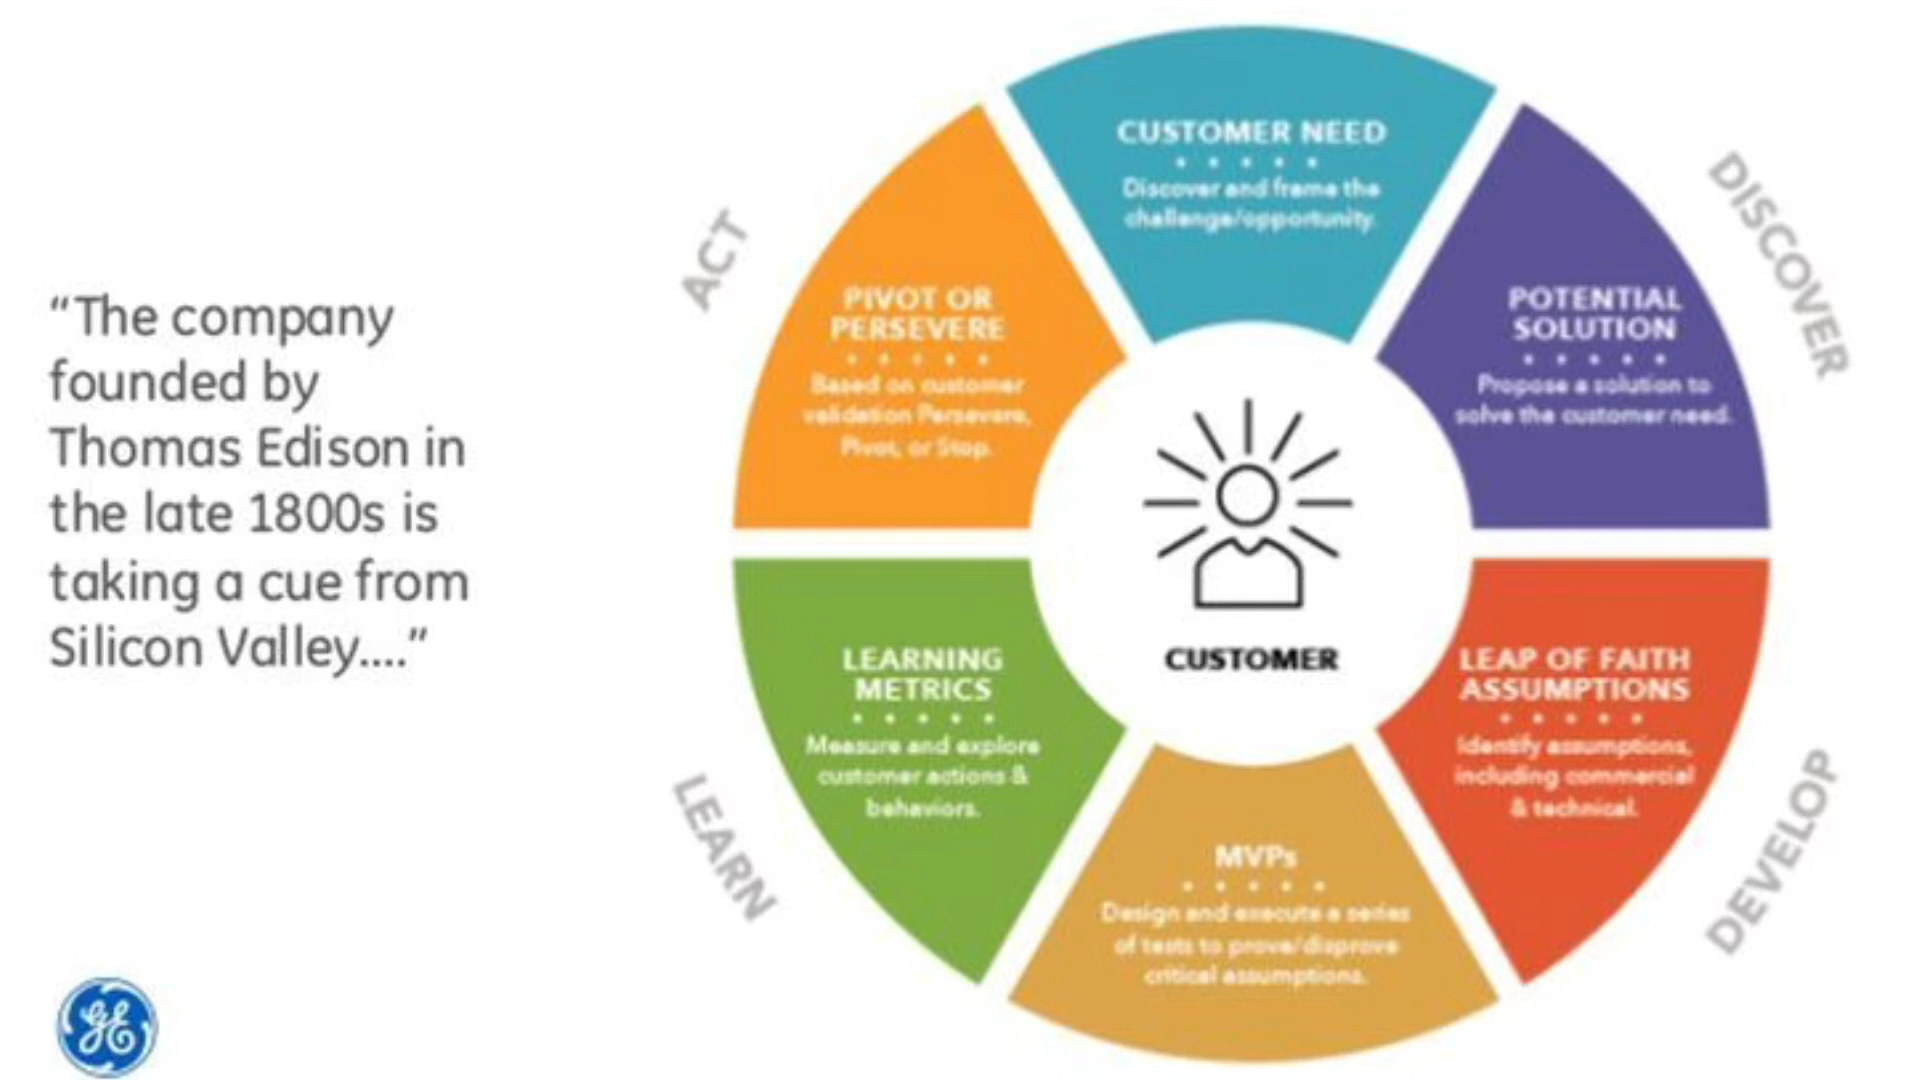 “The company
founded by
Thomas Edison in
the late 1800s is
taking a cue from
Silicon Valley....”
CUSTOMER NEED
Discover and frame the
challenge/opportunity.
DISCOVER
POTENTIAL
SOLUTION
Propose a solution to
solve the customer need.
LEAP OF FAITH
ASSUMPTIONS
Identify assumptions,
including commercial
& technical.
DEVELOP
MVPs
Design and execute a series
of tests to prove/disprove
critical assumptions.
LEARNING
METRICS
Measure and explore
customer actions &
behaviors.
LEARN
PIVOT OR
PERSEVERE
Based on customer
validation Persevere,
Pivot, or Stop.
ACT
CUSTOMER
GE